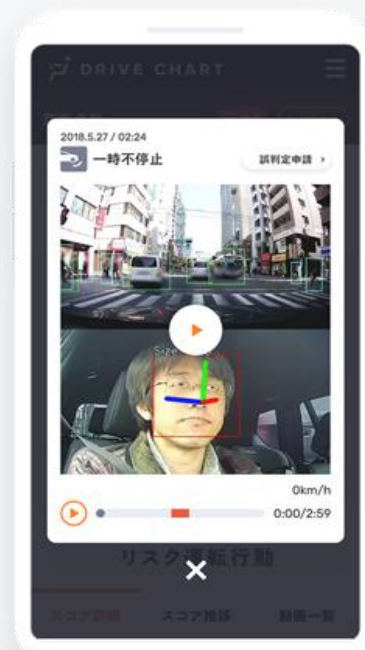 DRIVE CHART
2018.5.27 / 02:24
一時不停止
誤判定申請 ›
Size
0km/h
0:00/2:59
リスク運転行動
スコア詳細 スコア推移 動画一覧